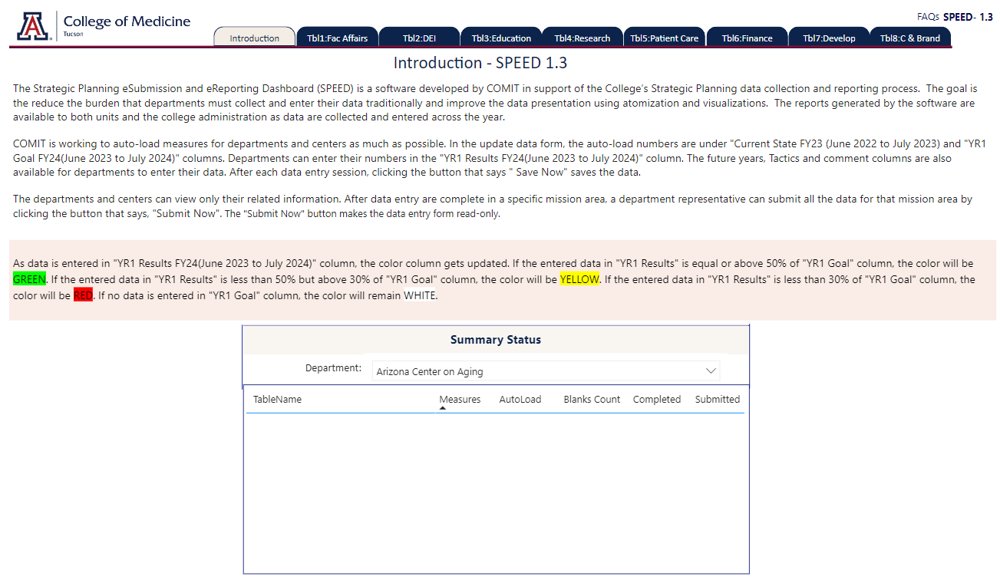 College of Medicine
Tucson
FAQs SPEED- 1.3
Introduction
Tbl1:Fac Affairs
Tbl2:DEI
Tbl3:Education
Tbl4:Research
Tbl5:Patient Care
Tbl6:Finance
Tbl7:Develop
Tbl8:C & Brand
Introduction - SPEED 1.3
The Strategic Planning eSubmission and eReporting Dashboard (SPEED) is a software developed by COMIT in support of the College's Strategic Planning data collection and reporting process. The goal is
the reduce the burden that departments must collect and enter their data traditionally and improve the data presentation using atomization and visualizations. The reports generated by the software are
available to both units and the college administration as data are collected and entered across the year.
COMIT is working to auto-load measures for departments and centers as much as possible. In the update data form, the auto-load numbers are under "Current State FY23 (June 2022 to July 2023) and "YR1
Goal FY24(June 2023 to July 2024)" columns. Departments can enter their numbers in the "YR1 Results FY24(June 2023 to July 2024)" column. The future years, Tactics and comment columns are also
available for departments to enter their data. After each data entry session, clicking the button that says " Save Now" saves the data.
The departments and centers can view only their related information. After data entry are complete in a specific mission area, a department representative can submit all the data for that mission area by
clicking the button that says, "Submit Now". The "Submit Now" button makes the data entry form read-only.
As data is entered in "YR1 Results FY24(June 2023 to July 2024)" column, the color column gets updated. If the entered data in "YR1 Results" is equal or above 50% of "YR1 Goal" column, the color will be
GREEN. If the entered data in "YR1 Results" is less than 50% but above 30% of "YR1 Goal" column, the color will be YELLOW. If the entered data in "YR1 Results" is less than 30% of "YR1 Goal" column, the
color will be RED. If no data is entered in "YR1 Goal" column, the color will remain WHITE.
Summary Status
Department: Arizona Center on Aging
TableName Measures AutoLoad Blanks Count Completed Submitted